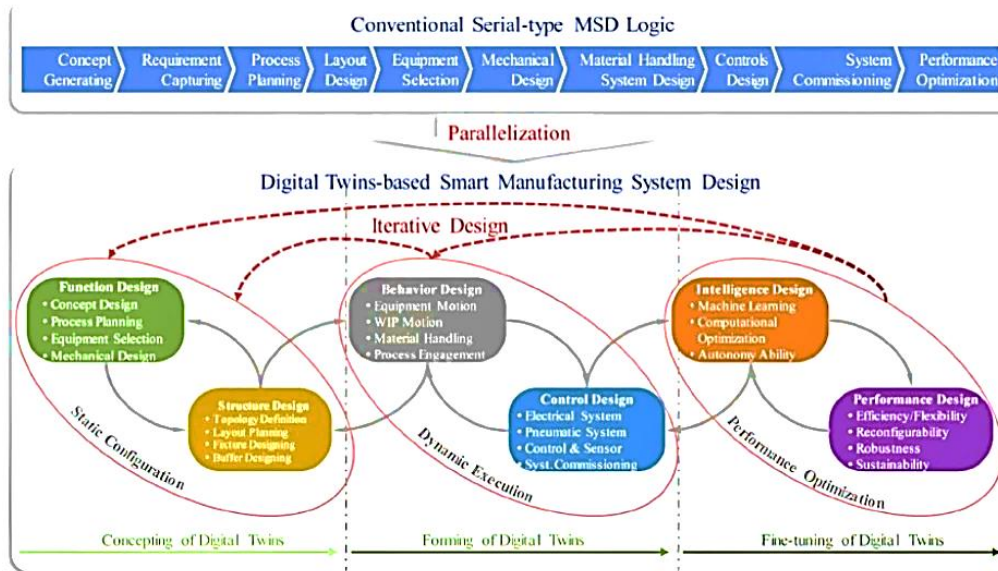 Conventional Serial-type MSD Logic
Concept
Generating
Requirement
Capturing
Process
Planning
Layout
Design
Equipment
Selection
Mechanical
Design
Material Handling
System Design
Controls
Design
System
Commissioning
Performance
Optimization
Parallelization
Digital Twins-based Smart Manufacturing System Design
Iterative Design
Function Design
• Concept Design
• Process Planning
• Equipment Selection
• Mechanical Design
Structure Design
• Topology Definition
• Layout Planning
• Fixture Designing
• Buffer Designing
Static Configuration
Behavior Design
• Equipment Motion
• WIP Motion
• Material Handling
• Process Engagement
Control Design
• Electrical System
• Pneumatic System
• Control & Sensor
• Syst.Commissioning
Dynamic Execution
Intelligence Design
• Machine Learning
• Computational
Optimization
• Autonomy Ability
Performance Design
• Efficiency/Flexibility
• Reconfigurability
• Robustness
• Sustainability
Performance Optimization
Concepting of Digital Twins
Forming of Digital Twins
Fine-tuning of Digital Twins